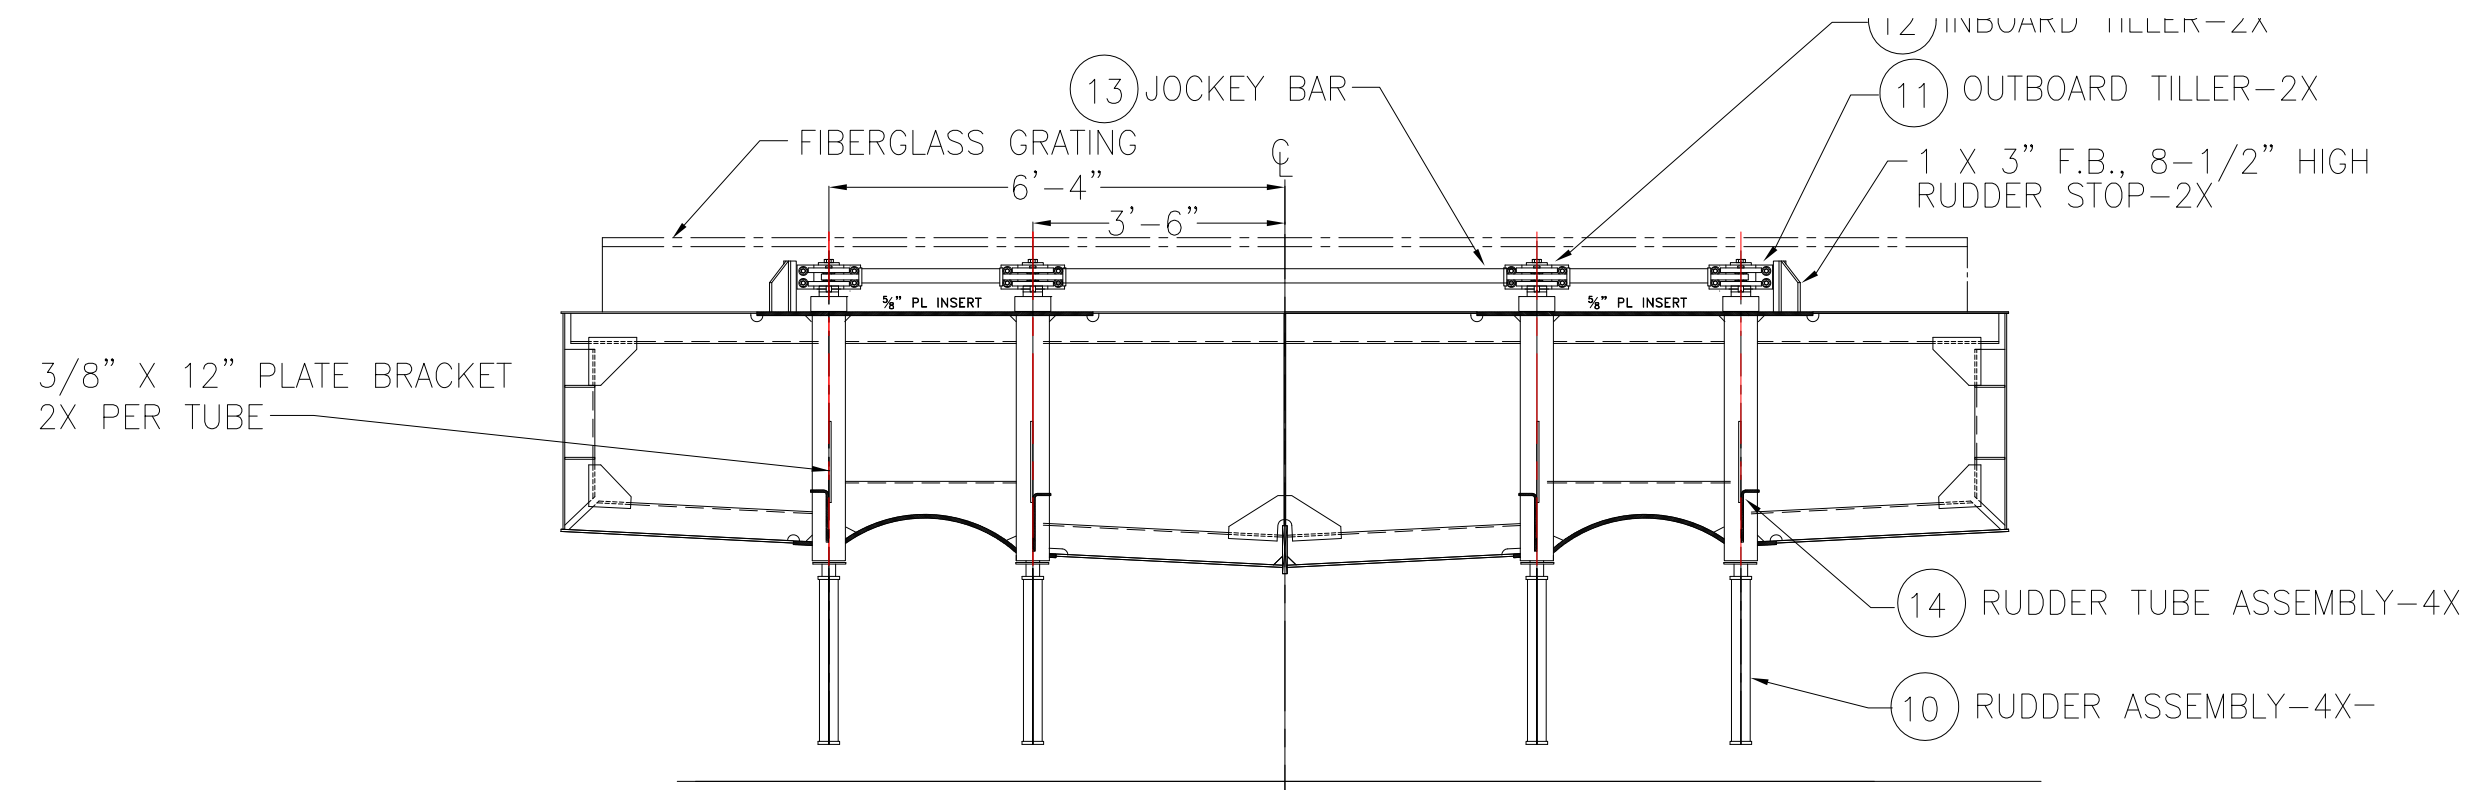 12 INBOARD TILLER-2X
13 JOCKEY BAR
11 OUTBOARD TILLER-2X
FIBERGLASS GRATING
CL
1 X 3" F.B., 8-1/2" HIGH
RUDDER STOP-2X
6'-4"
3'-6"
5/8" PL INSERT
5/8" PL INSERT
3/8" X 12" PLATE BRACKET
2X PER TUBE
14 RUDDER TUBE ASSEMBLY-4X
10 RUDDER ASSEMBLY-4X-